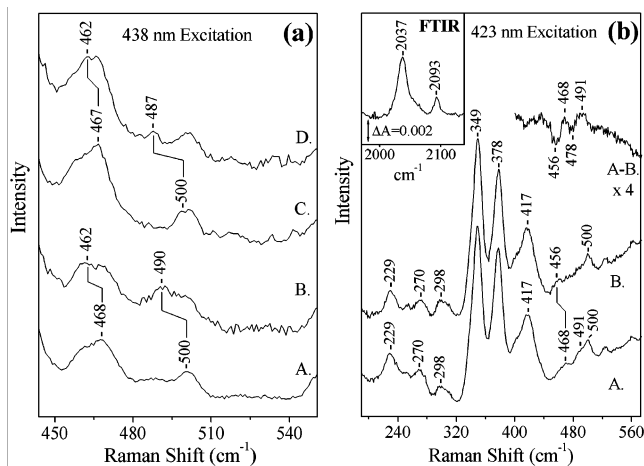 438 nm Excitation
(a)
462
487
D.
467
500
C.
462
490
B.
468
500
A.
Intensity
450 480 510 540
Raman Shift (cm-1)
FTIR
2037
2093
ΔA=0.002
2000 2100
cm-1
423 nm Excitation
(b)
468
491
456
478
A-B.
x 4
349
378
417
456
500
229
270
298
B.
417
468
491
500
229
270
298
A.
Intensity
240 320 400 480 560
Raman Shift (cm-1)